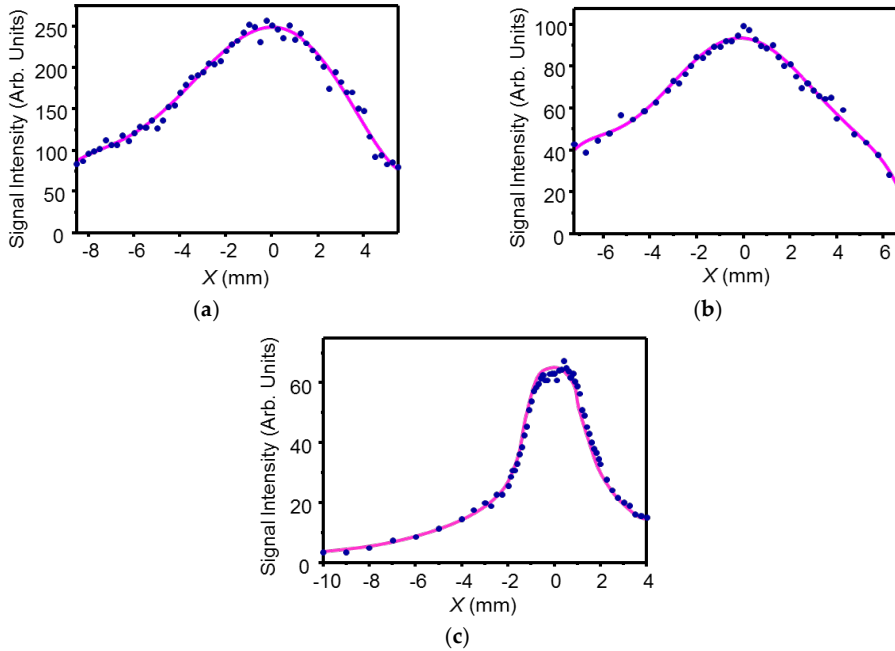 Signal Intensity (Arb. Units)
250
200
150
100
50
0
-8 -6 -4 -2 0 2 4
X (mm)
(a)
Signal Intensity (Arb. Units)
100
80
60
40
20
0
-6 -4 -2 0 2 4 6
X (mm)
(b)
Signal Intensity (Arb. Units)
60
40
20
0
-10 -8 -6 -4 -2 0 2 4
X (mm)
(c)